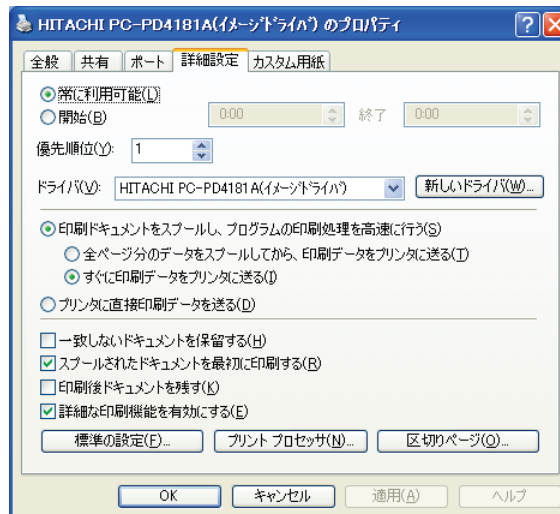 HITACHI PC-PD4181A(ｲﾒｰｼﾞﾄﾞﾗｲﾊﾞ) のプロパティ
全般 共有 ポート 詳細設定 カスタム用紙
常に利用可能(L)
開始(B) 0:00 終了 0:00
優先順位(Y): 1
ドライバ(V): HITACHI PC-PD4181A(ｲﾒｰｼﾞﾄﾞﾗｲﾊﾞ) 新しいドライバ(W)...
印刷ドキュメントをスプールし、プログラムの印刷処理を高速に行う(S)
全ページ分のデータをスプールしてから、印刷データをプリンタに送る(T)
すぐに印刷データをプリンタに送る(I)
プリンタに直接印刷データを送る(D)
一致しないドキュメントを保留する(H)
スプールされたドキュメントを最初に印刷する(R)
印刷後ドキュメントを残す(K)
詳細な印刷機能を有効にする(E)
標準の設定(F)... プリント プロセッサ(N)... 区切りページ(O)...
OK キャンセル 適用(A) ヘルプ